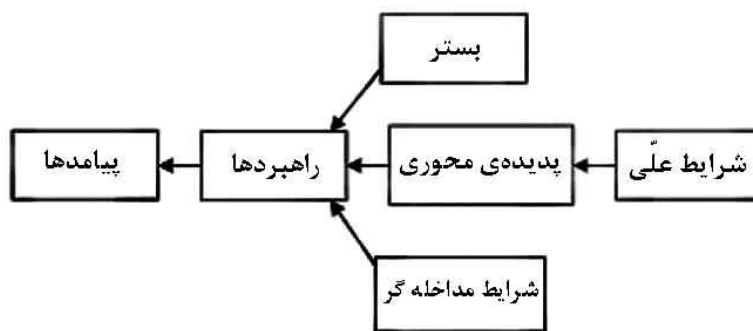 بستر
شرایط علّی
پدیده‌ی محوری
راهبردها
پیامدها
شرایط مداخله گر